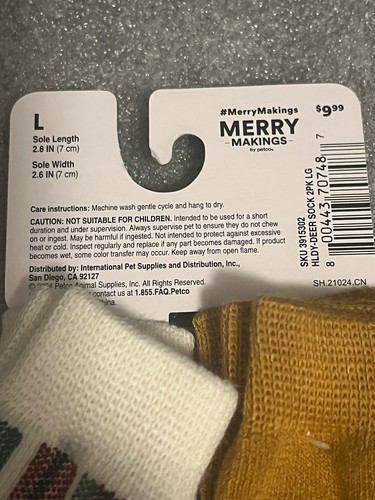 L
Sole Length
2.8 IN (7 cm)
Sole Width
2.6 IN (7 cm)
#MerryMakings
$9.99
MERRY
MAKINGS
by petco
Care instructions: Machine wash gentle cycle and hang to dry.
CAUTION: NOT SUITABLE FOR CHILDREN. Intended to be used for a short
duration and under supervision. Always supervise pet to ensure they do not chew
on or ingest. May be harmful if ingested. Not intended to protect against excessive
heat or cold. Inspect regularly and replace if any part becomes damaged. If product
becomes wet, some color transfer may occur. Keep away from open flame.
Distributed by: International Pet Supplies and Distribution, Inc.,
San Diego, CA 92127
Petco Animal Supplies, Inc. All Rights Reserved.
contact us at 1.855.FAQ.Petco
SKU 3915302
HLDY-DEER SOCK 2PK LG
8 00443 70748 7
SH.21024.CN